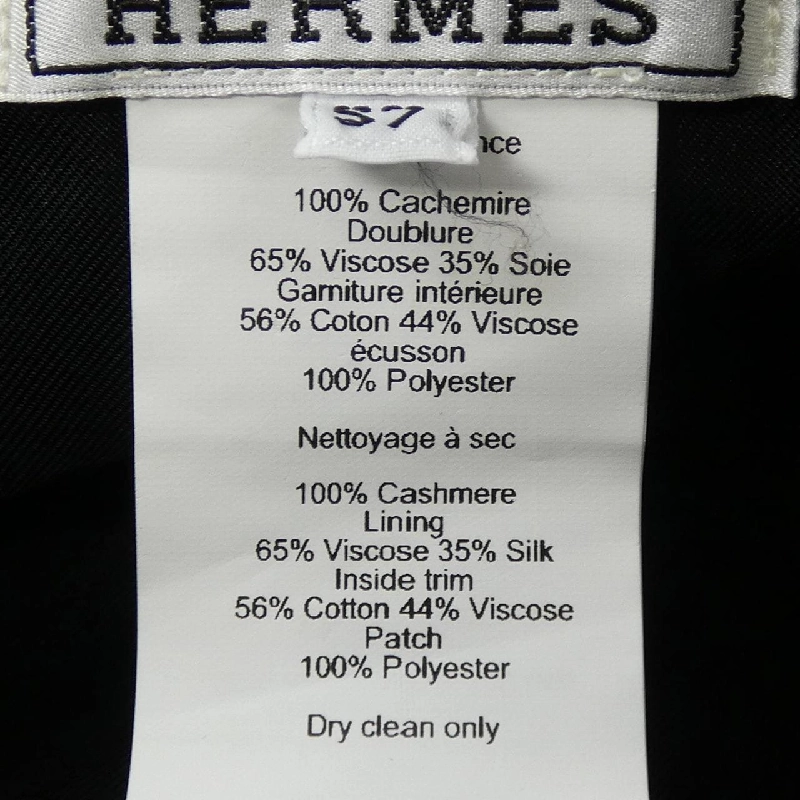 HERMES
57
100% Cachemire
Doublure
65% Viscose 35% Soie
Garniture intérieure
56% Coton 44% Viscose
écusson
100% Polyester
Nettoyage à sec
100% Cashmere
Lining
65% Viscose 35% Silk
Inside trim
56% Cotton 44% Viscose
Patch
100% Polyester
Dry clean only